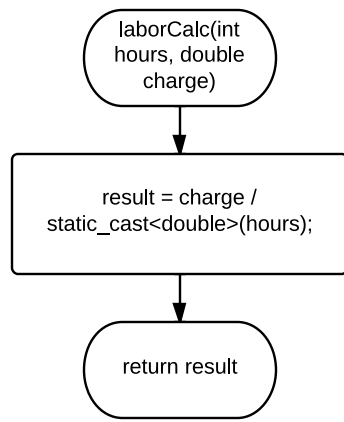 laborCalc(int
hours, double
charge)
result = charge /
static_cast<double>(hours);
return result